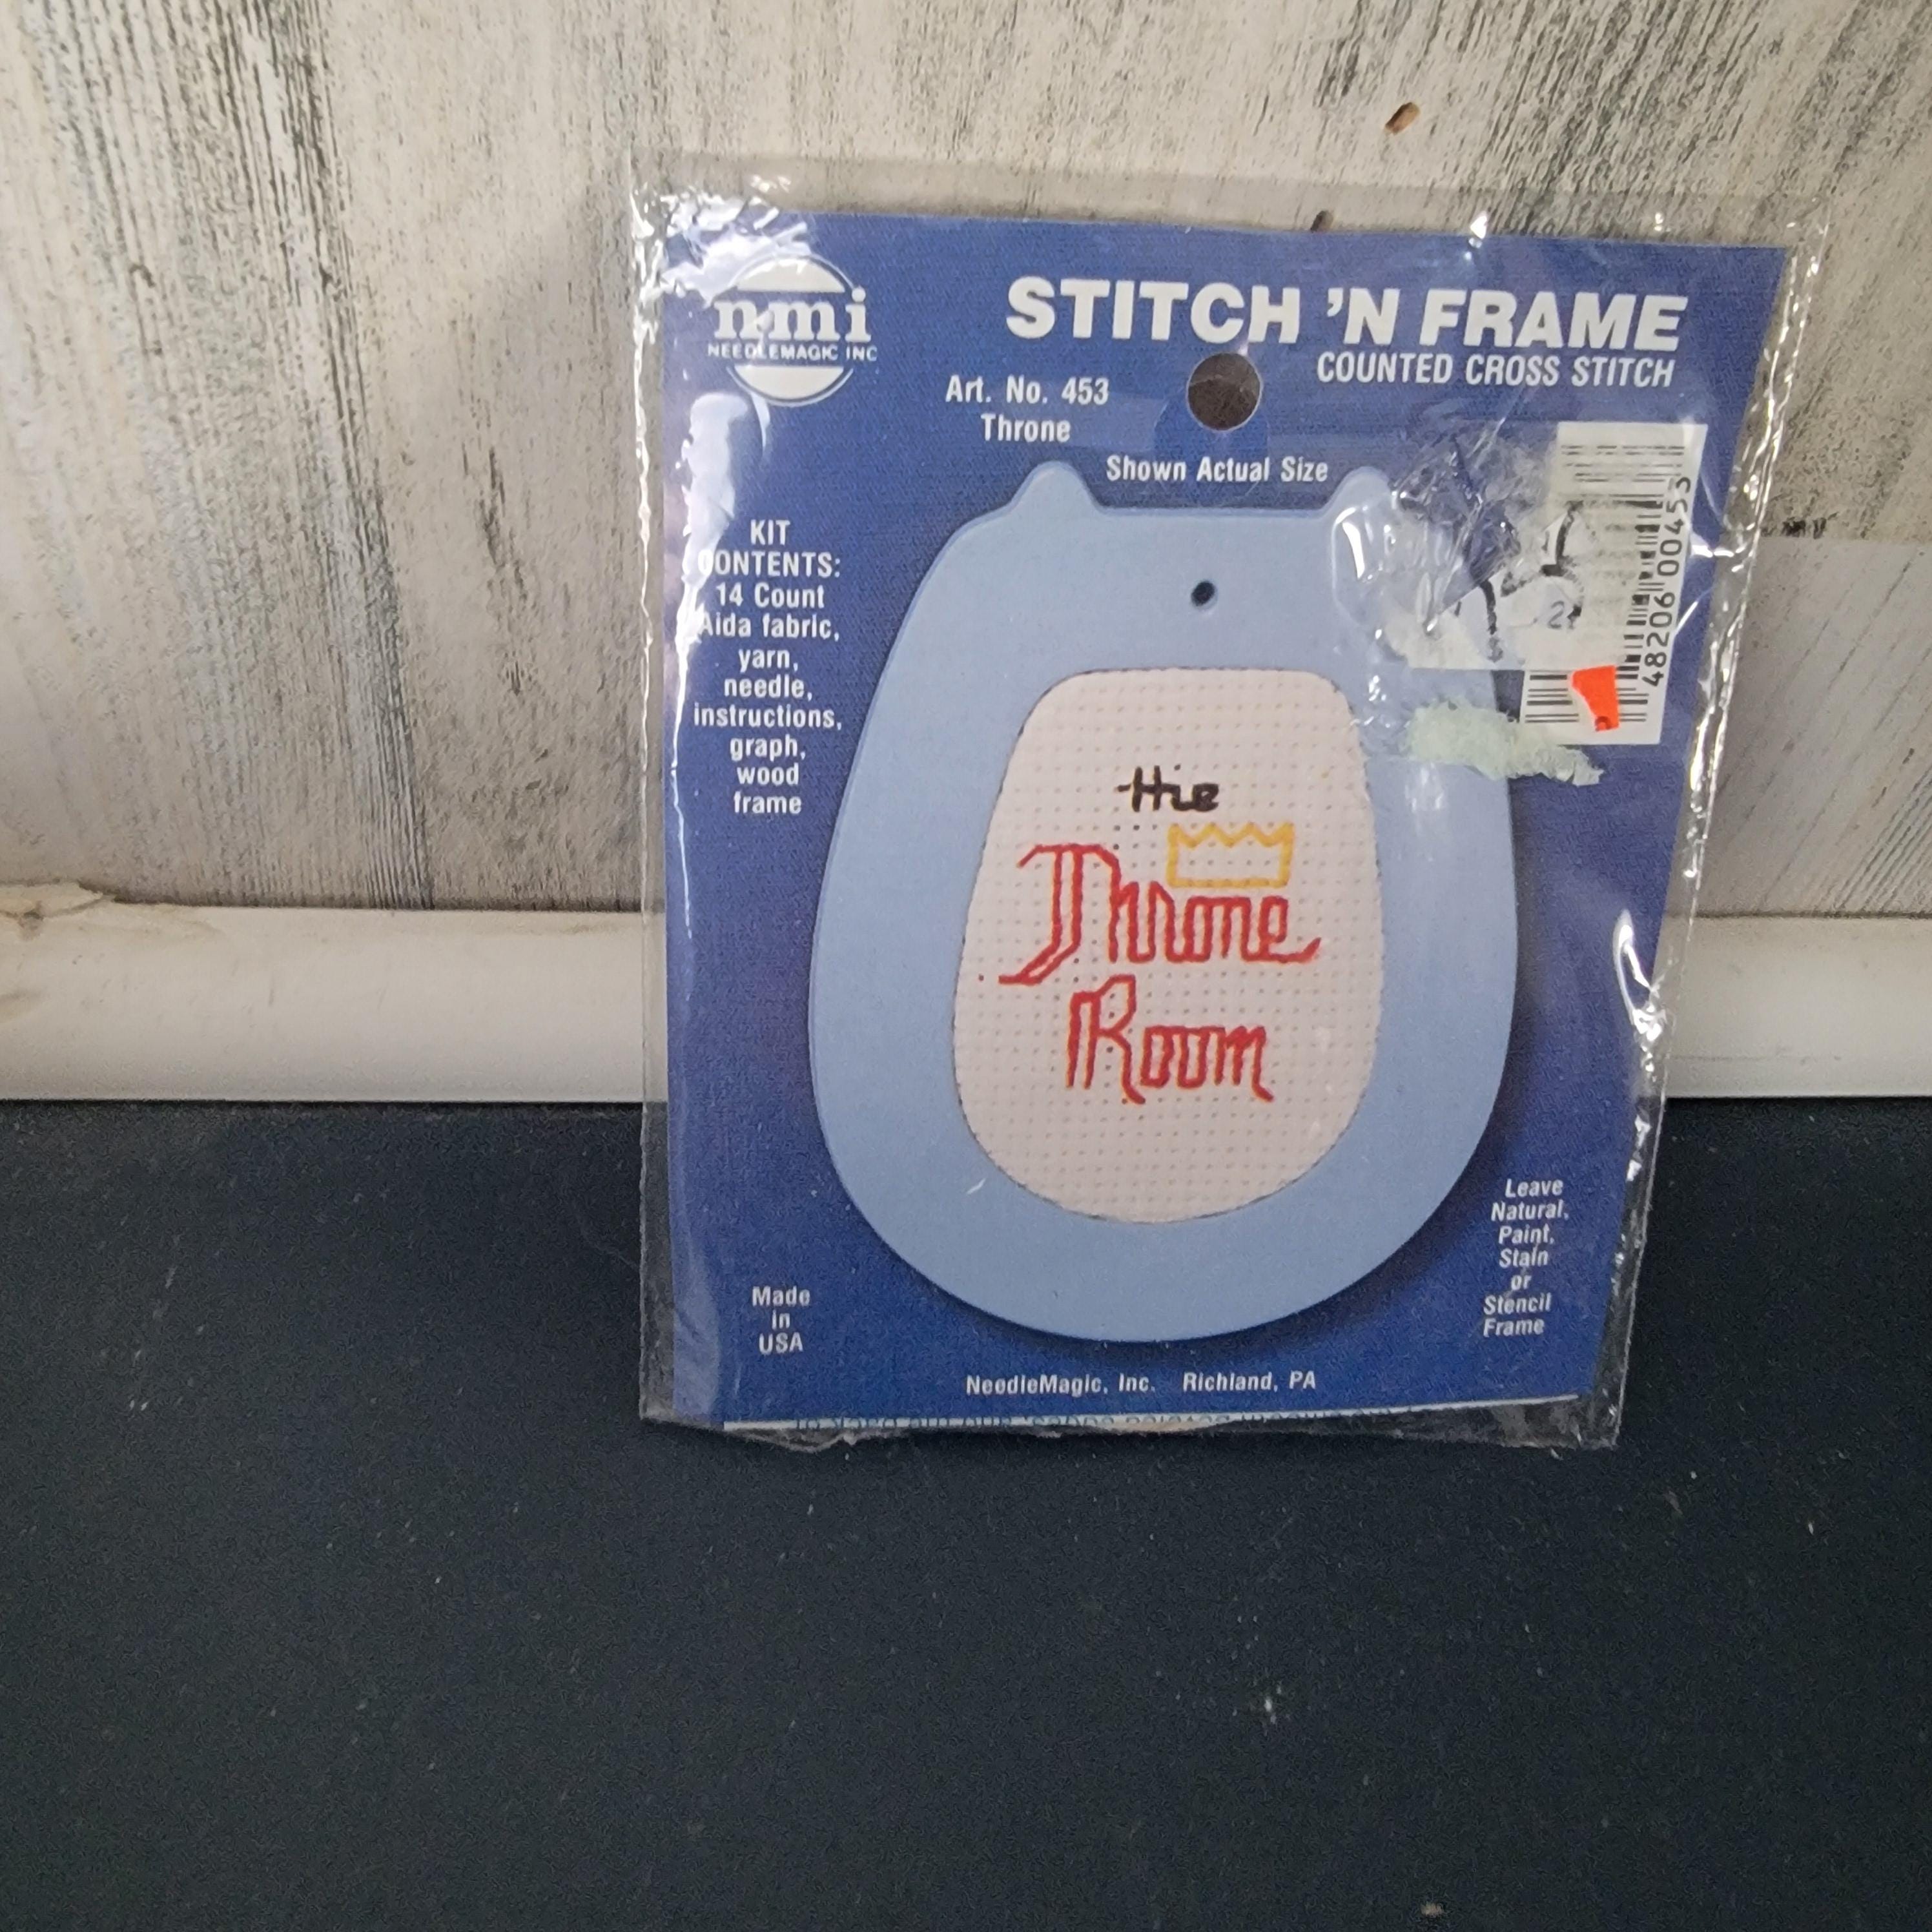 nmi
NEEDLEMAGIC INC
STITCH 'N FRAME
COUNTED CROSS STITCH
Art. No. 453
Throne
Shown Actual Size
KIT
CONTENTS:
14 Count
Aida fabric,
yarn,
needle,
instructions,
graph,
wood
frame
48206 00453
the
Throne
Room
Leave
Natural,
Paint,
Stain
or
Stencil
Frame
Made
in
USA
NeedleMagic, Inc. Richland, PA